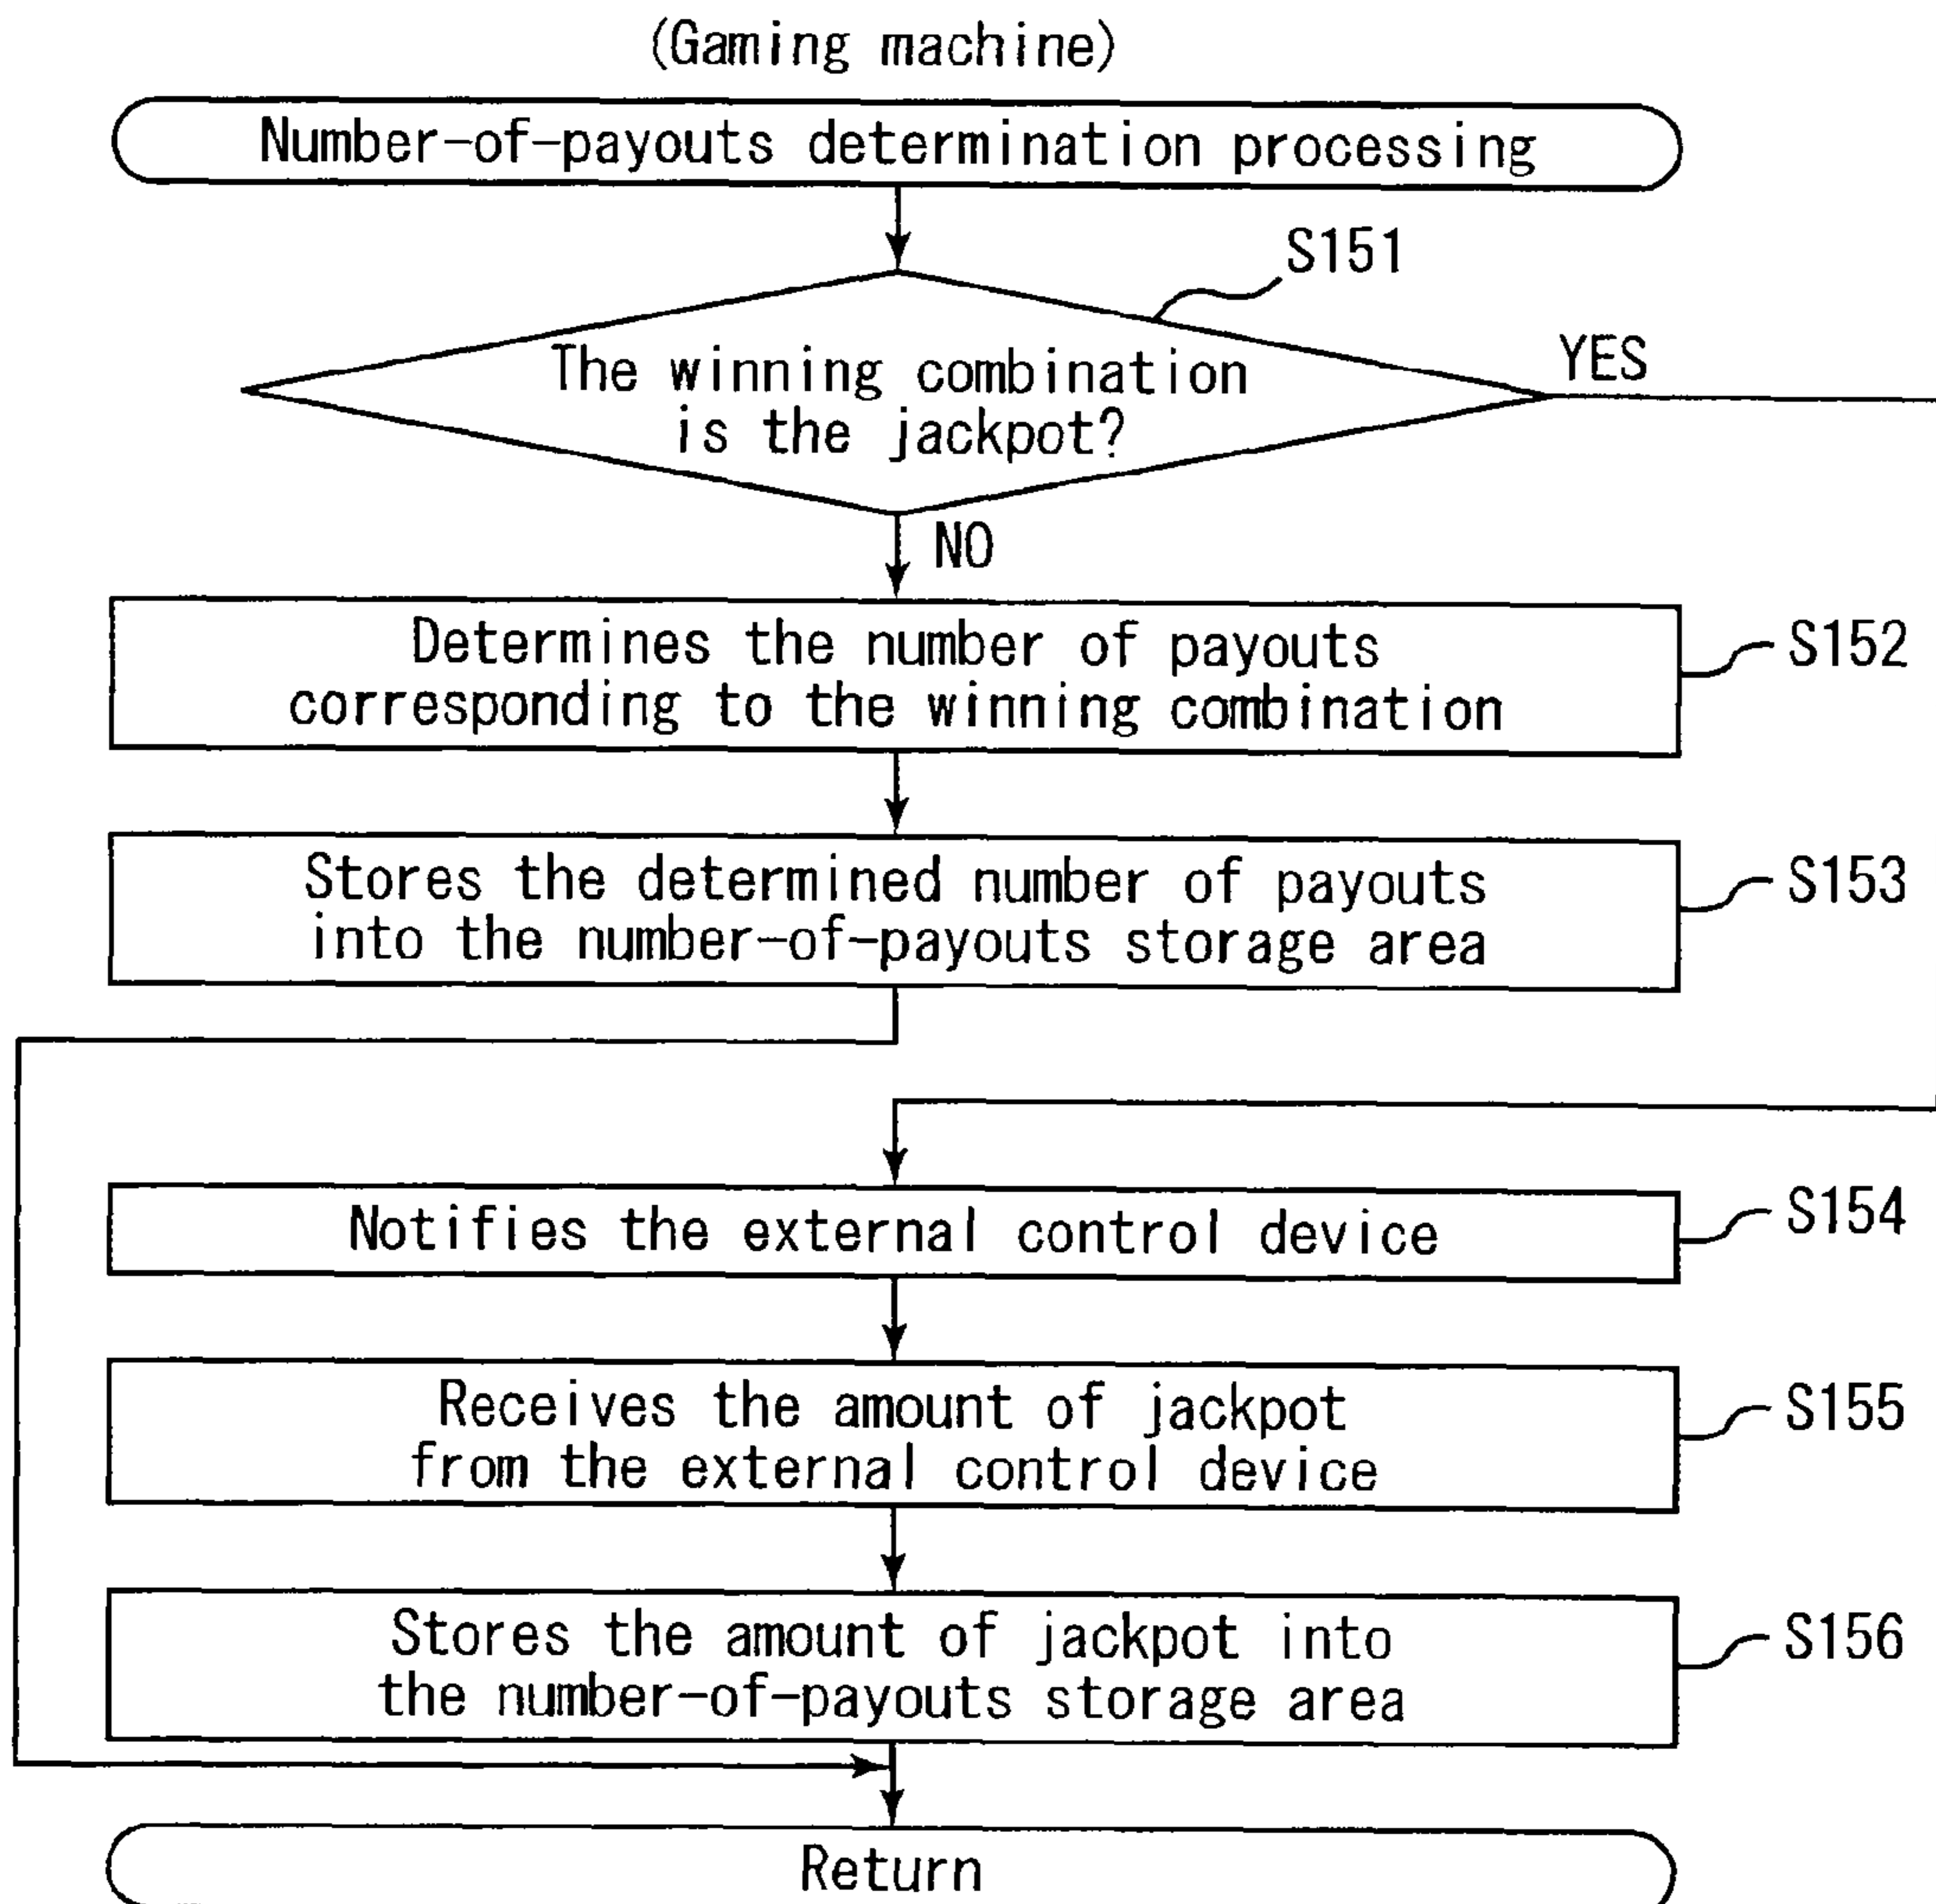 (Gaming machine)
Number-of-payouts determination processing
S151
The winning combination
is the jackpot?
YES
NO
Determines the number of payouts
corresponding to the winning combination
S152
Stores the determined number of payouts
into the number-of-payouts storage area
S153
Notifies the external control device
S154
Receives the amount of jackpot
from the external control device
S155
Stores the amount of jackpot into
the number-of-payouts storage area
S156
Return